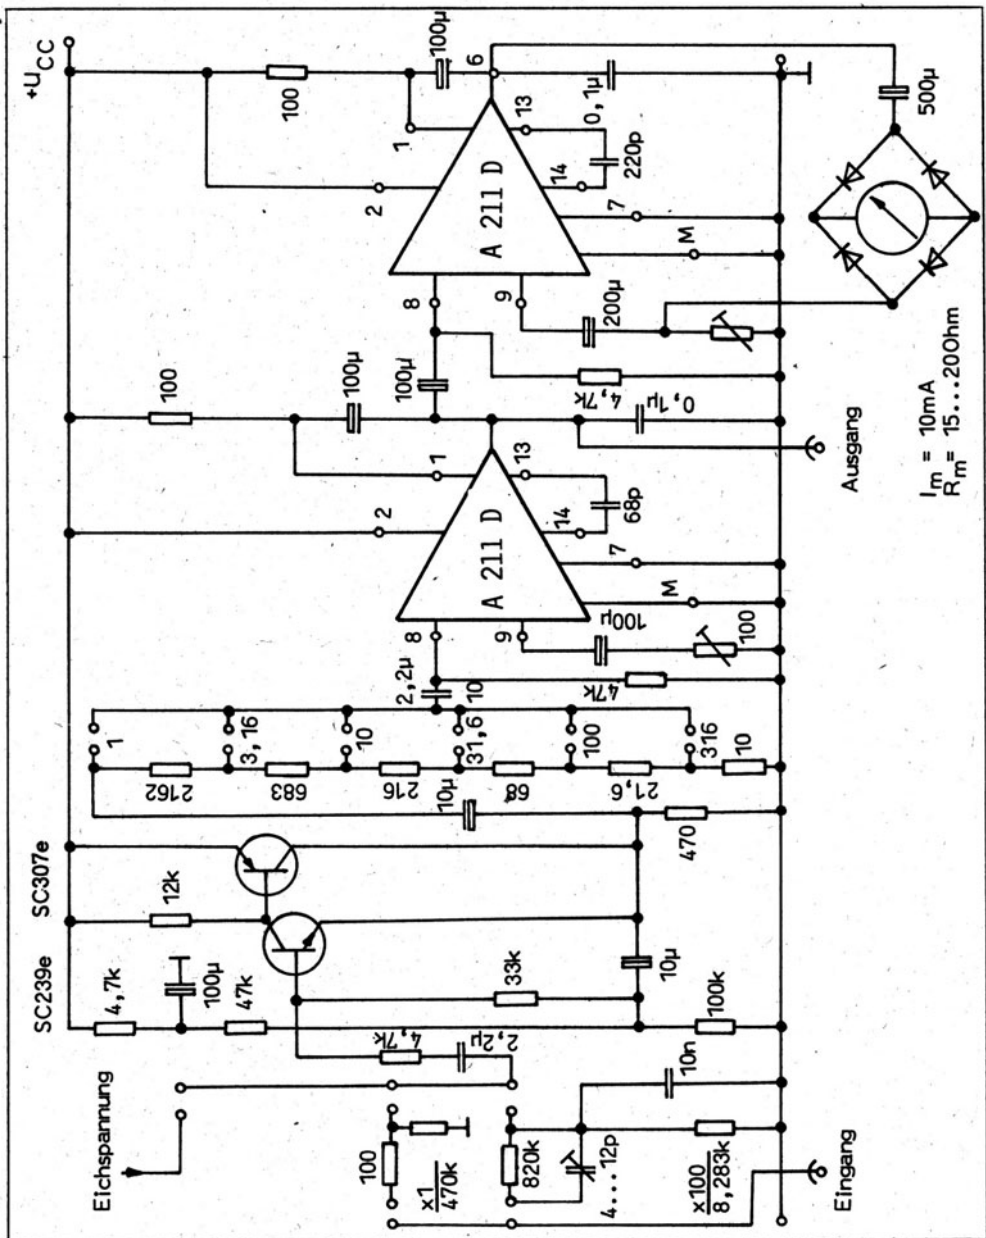 +U_CC
SC239e
SC307e
Eichspannung
4,7k
100µ
47k
12k
33k
10µ
100k
4,7k
2,2µ
100
x1
470k
820k
4...12p
10n
x100
8,283k
Eingang
470
10µ
1
2162
3,16
683
10
216
31,6
68
100
21,6
316
10
2,2µ
10
8
9
47k
100µ
100
A 211 D
2
1
13
14
68p
7
M
100
100µ
100µ
4,7k
0,1µ
Ausgang
8
9
200µ
A 211 D
2
1
100
100µ
6
13
14
220p
0,1µ
7
M
500µ
I_m = 10mA
R_m = 15...20Ohm